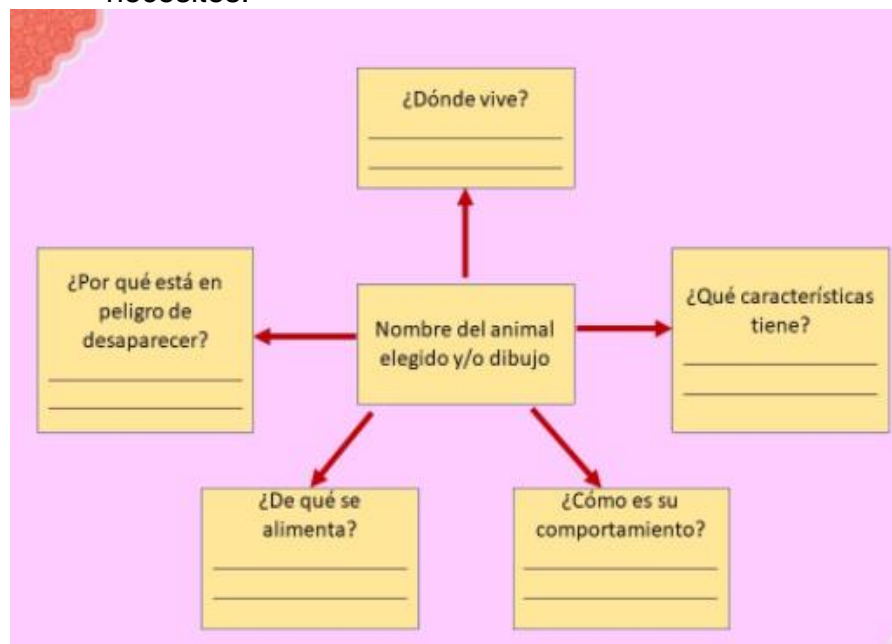 necesites.
¿Dónde vive?
¿Por qué está en
peligro de
desaparecer?
Nombre del animal
elegido y/o dibujo
¿Qué características
tiene?
¿De qué se
alimenta?
¿Cómo es su
comportamiento?